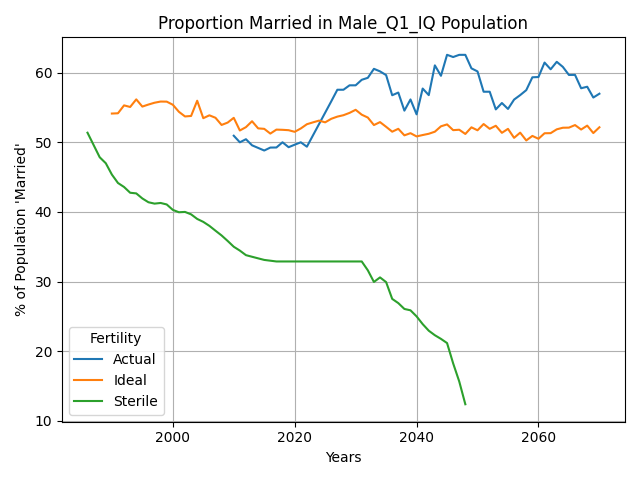 Proportion Married in Male_Q1_IQ Population
% of Population 'Married'
60
50
40
30
20
10
Fertility
Actual
Ideal
Sterile
2000
2020
2040
2060
Years